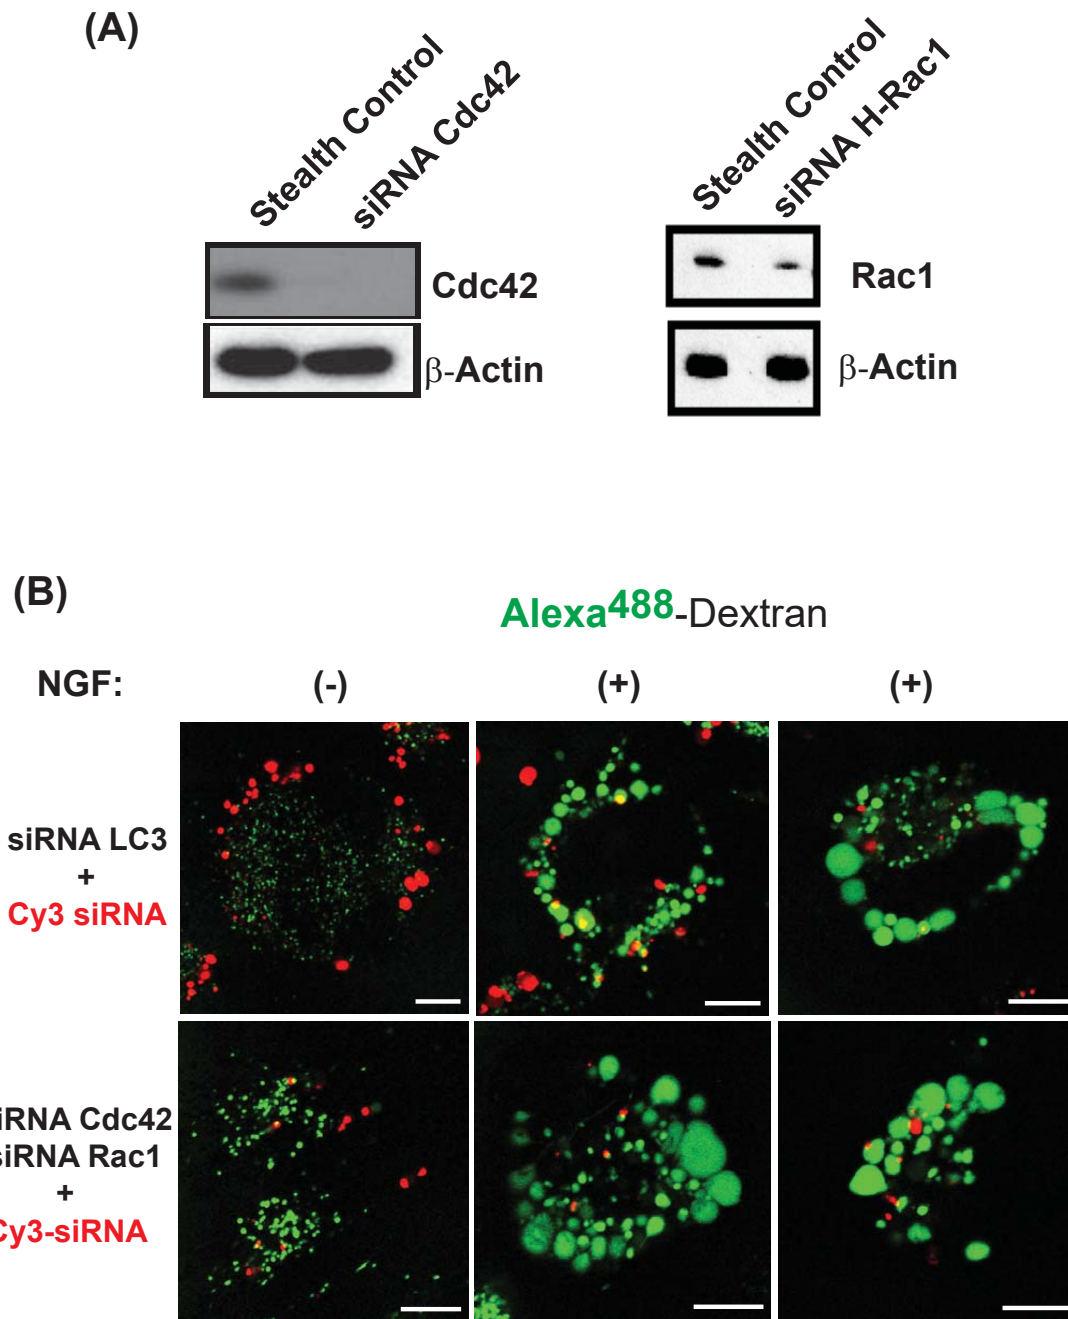 (A)
Stealth Control
siRNA Cdc42
Stealth Control
siRNA H-Rac1
Cdc42
β-Actin
Rac1
β-Actin
(B)
Alexa488-Dextran
NGF: (-) (+) (+)
siRNA LC3
+
Cy3 siRNA
iRNA Cdc42
siRNA Rac1
+
Cy3-siRNA